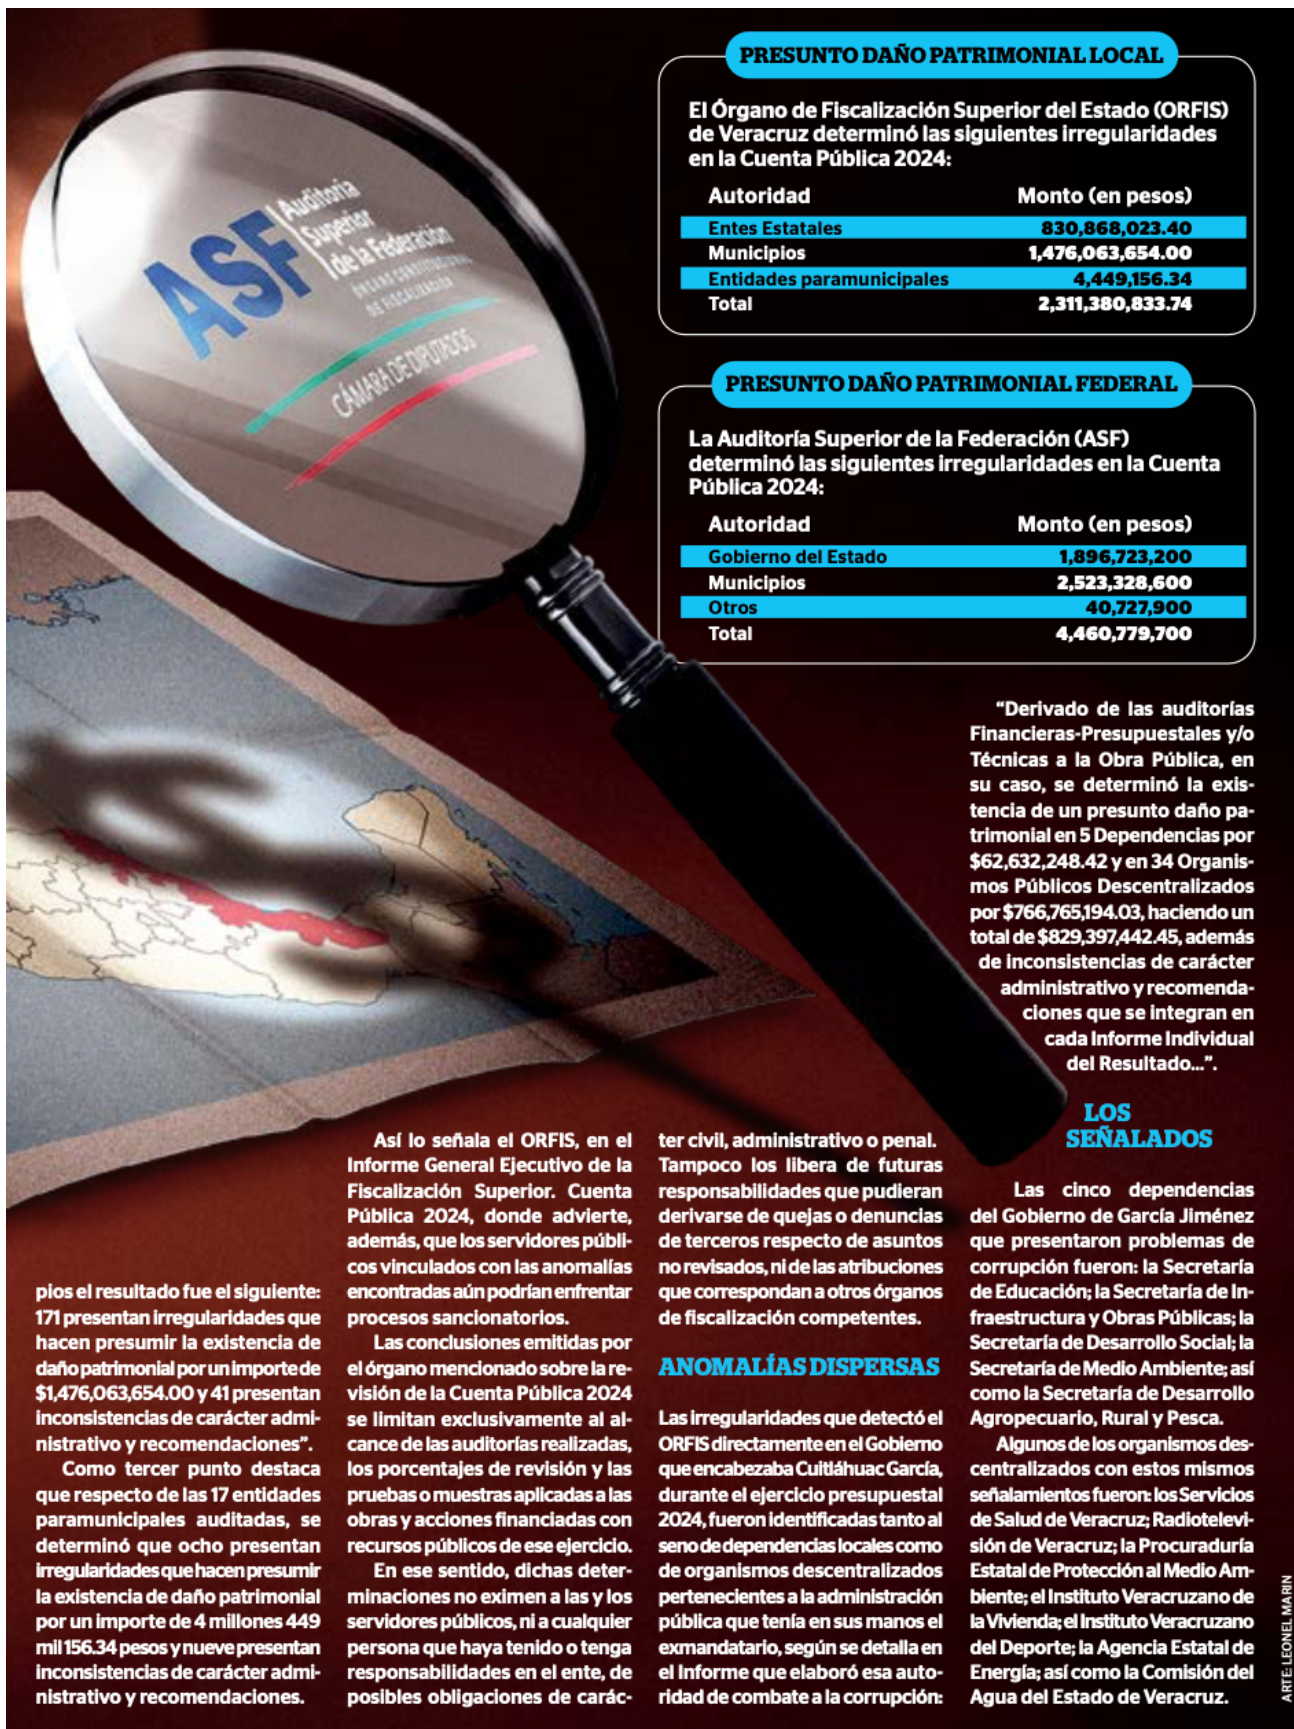 PRESUNTO DAÑO PATRIMONIAL LOCAL
El Órgano de Fiscalización Superior del Estado (ORFIS)
de Veracruz determinó las siguientes irregularidades
en la Cuenta Pública 2024:
Autoridad Monto (en pesos)
Entes Estatales 830,868,023.40
Municipios 1,476,063,654.00
Entidades paramunicipales 4,449,156.34
Total 2,311,380,833.74
ASF
Auditoría
Superior
de la Federación
ÓRGANO CONSTITUCIONAL
DE FISCALIZACIÓN
CÁMARA DE DIPUTADOS
PRESUNTO DAÑO PATRIMONIAL FEDERAL
La Auditoría Superior de la Federación (ASF)
determinó las siguientes irregularidades en la Cuenta
Pública 2024:
Autoridad Monto (en pesos)
Gobierno del Estado 1,896,723,200
Municipios 2,523,328,600
Otros 40,727,900
Total 4,460,779,700
pios el resultado fue el siguiente:
171 presentan irregularidades que
hacen presumir la existencia de
daño patrimonial por un importe de
$1,476,063,654.00 y 41 presentan
inconsistencias de carácter admi-
nistrativo y recomendaciones”.
Como tercer punto destaca
que respecto de las 17 entidades
paramunicipales auditadas, se
determinó que ocho presentan
irregularidades que hacen presumir
la existencia de daño patrimonial
por un importe de 4 millones 449
mil 156.34 pesos y nueve presentan
inconsistencias de carácter admi-
nistrativo y recomendaciones.
Así lo señala el ORFIS, en el
Informe General Ejecutivo de la
Fiscalización Superior. Cuenta
Pública 2024, donde advierte,
además, que los servidores públi-
cos vinculados con las anomalías
encontradas aún podrían enfrentar
procesos sancionatorios.
Las conclusiones emitidas por
el órgano mencionado sobre la re-
visión de la Cuenta Pública 2024
se limitan exclusivamente al al-
cance de las auditorías realizadas,
los porcentajes de revisión y las
pruebas o muestras aplicadas a las
obras y acciones financiadas con
recursos públicos de ese ejercicio.
En ese sentido, dichas deter-
minaciones no eximen a las y los
servidores públicos, ni a cualquier
persona que haya tenido o tenga
responsabilidades en el ente, de
posibles obligaciones de carác-
ter civil, administrativo o penal.
Tampoco los libera de futuras
responsabilidades que pudieran
derivarse de quejas o denuncias
de terceros respecto de asuntos
no revisados, ni de las atribuciones
que correspondan a otros órganos
de fiscalización competentes.
ANOMALÍAS DISPERSAS
Las irregularidades que detectó el
ORFIS directamente en el Gobierno
que encabezaba Cuitláhuac García,
durante el ejercicio presupuestal
2024, fueron identificadas tanto al
seno de dependencias locales como
de organismos descentralizados
pertenecientes a la administración
pública que tenía en sus manos el
exmandatario, según se detalla en
el Informe que elaboró esa auto-
ridad de combate a la corrupción:
“Derivado de las auditorías
Financieras-Presupuestales y/o
Técnicas a la Obra Pública, en
su caso, se determinó la exis-
tencia de un presunto daño pa-
trimonial en 5 Dependencias por
$62,632,248.42 y en 34 Organis-
mos Públicos Descentralizados
por $766,765,194.03, haciendo un
total de $829,397,442.45, además
de inconsistencias de carácter
administrativo y recomenda-
ciones que se integran en
cada Informe Individual
del Resultado...”.
LOS
SEÑALADOS
Las cinco dependencias
del Gobierno de García Jiménez
que presentaron problemas de
corrupción fueron: la Secretaría
de Educación; la Secretaría de In-
fraestructura y Obras Públicas; la
Secretaría de Desarrollo Social; la
Secretaría de Medio Ambiente; así
como la Secretaría de Desarrollo
Agropecuario, Rural y Pesca.
Algunos de los organismos des-
centralizados con estos mismos
señalamientos fueron: los Servicios
de Salud de Veracruz; Radiotelevi-
sión de Veracruz; la Procuraduría
Estatal de Protección al Medio Am-
biente; el Instituto Veracruzano de
la Vivienda; el Instituto Veracruzano
del Deporte; la Agencia Estatal de
Energía; así como la Comisión del
Agua del Estado de Veracruz.
ARTE: LEONEL MARIN